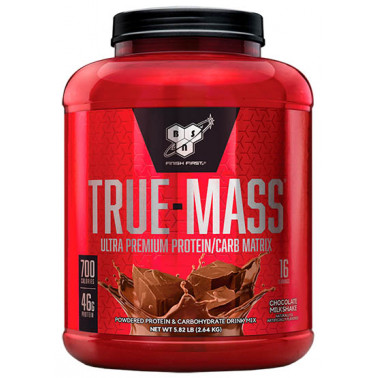 BSN
FINISH FIRST.
TRUE-MASS
ULTRA PREMIUM PROTEIN/CARB MATRIX
700
CALORIES
46g
PROTEIN
16
CHOCOLATE
MILKSHAKE
POWDERED PROTEIN & CARBOHYDRATE DRINK MIX
NET WT 5.82 LB (2.64 KG)